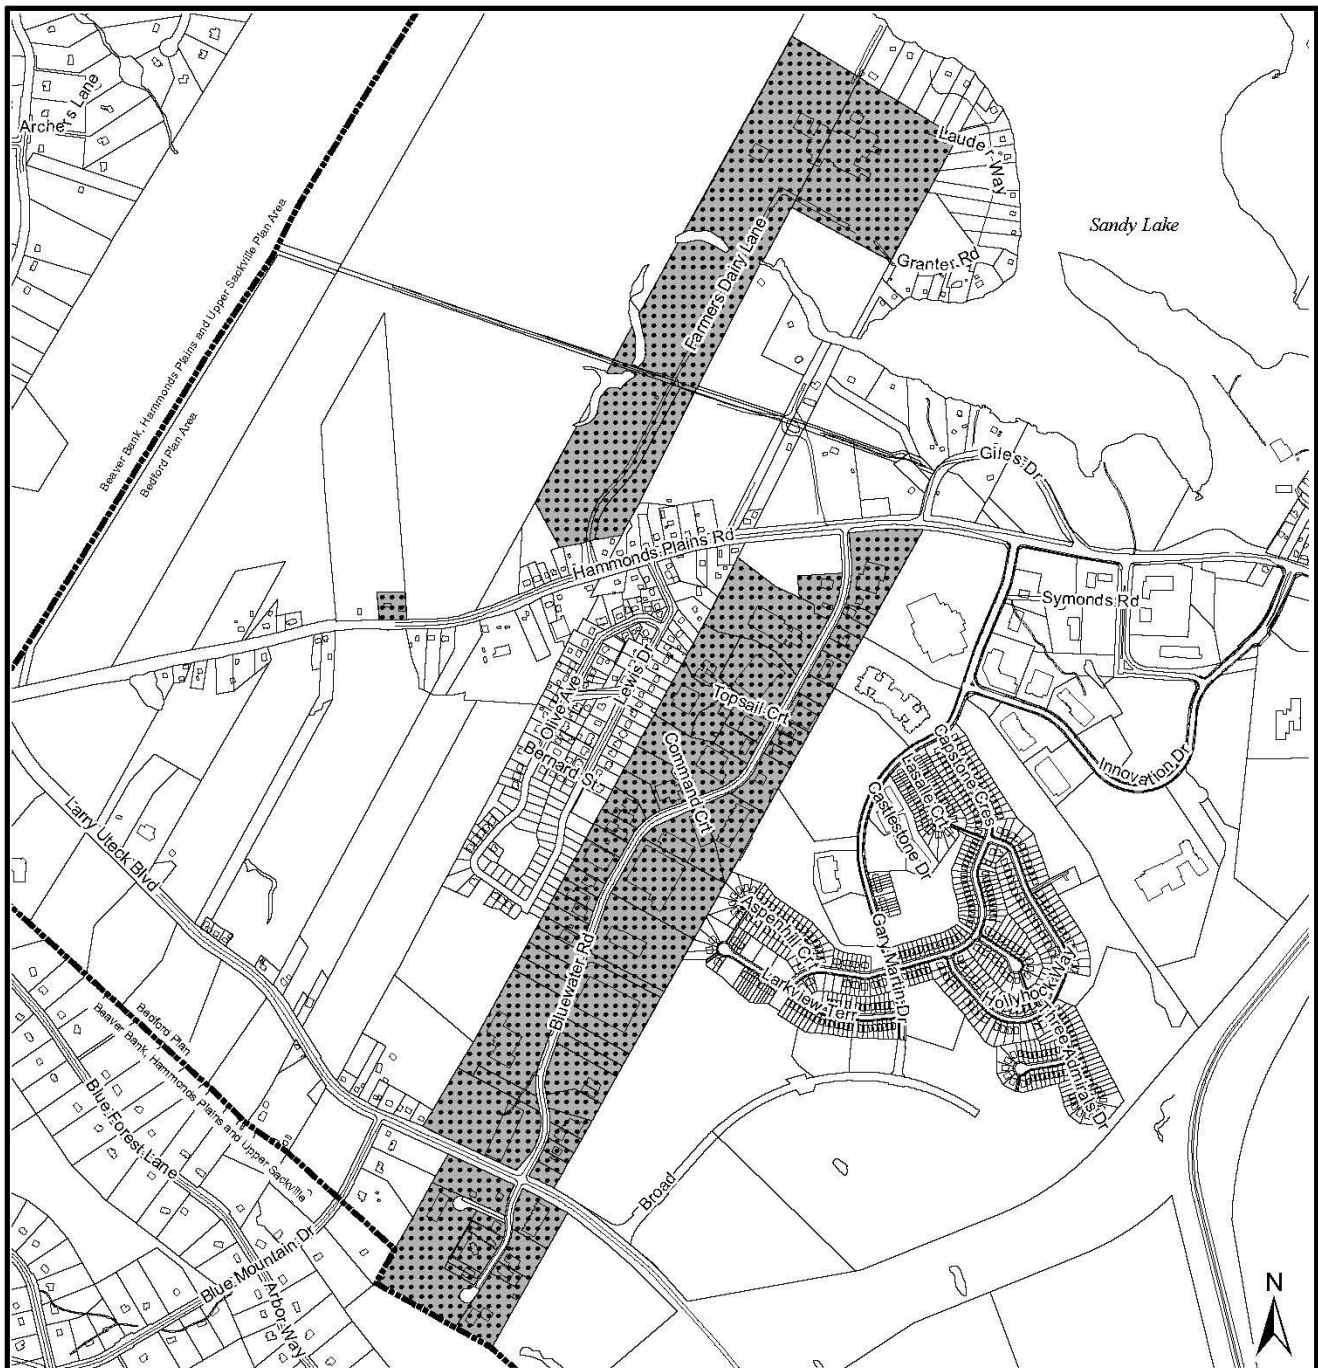 Archers Lane
Lauder Way
Sandy Lake
Granter Rd
Farmers Dairy Lane
Beaver Bank, Hammonds Plains and Upper Sackville Plan Area
Bedford Plan Area
Giles Dr
Hammonds Plains Rd
Symonds Rd
Lewis Dr
Olive Ave
Topsail Crt
Bernard St
Command Crt
Capstone Cres
Innovation Dr
Lasalle Crt
Castlestone Dr
Larry Uteck Blvd
Aspenhill Crt
Gary Martin Dr
Bluewater Rd
Larkview Terr
Hollyhock Way
Bedford Plan
Beaver Bank, Hammonds Plains and Upper Sackville
Admirals Dr
Blue Forest Lane
Broad
Blue Mountain Dr
Arbor Way
N